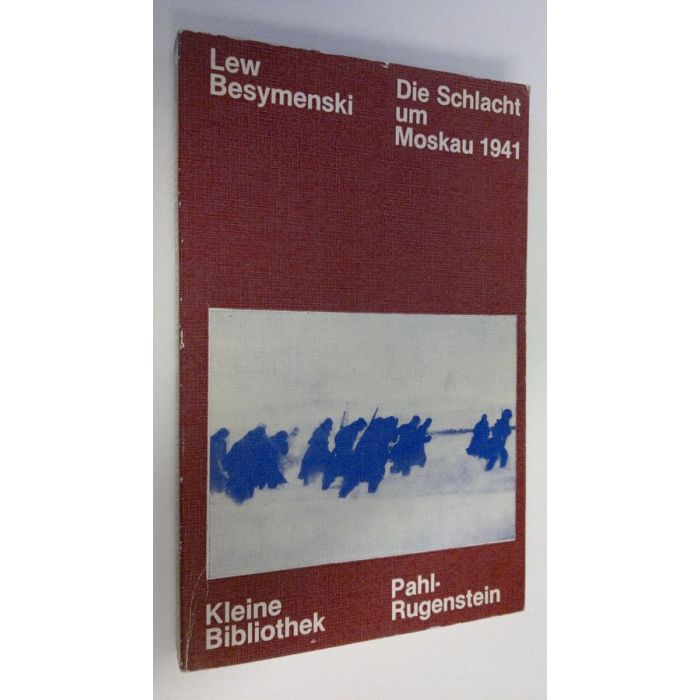 Lew
Besymenski
Die Schlacht
um
Moskau 1941
Kleine
Bibliothek
Pahl-
Rugenstein